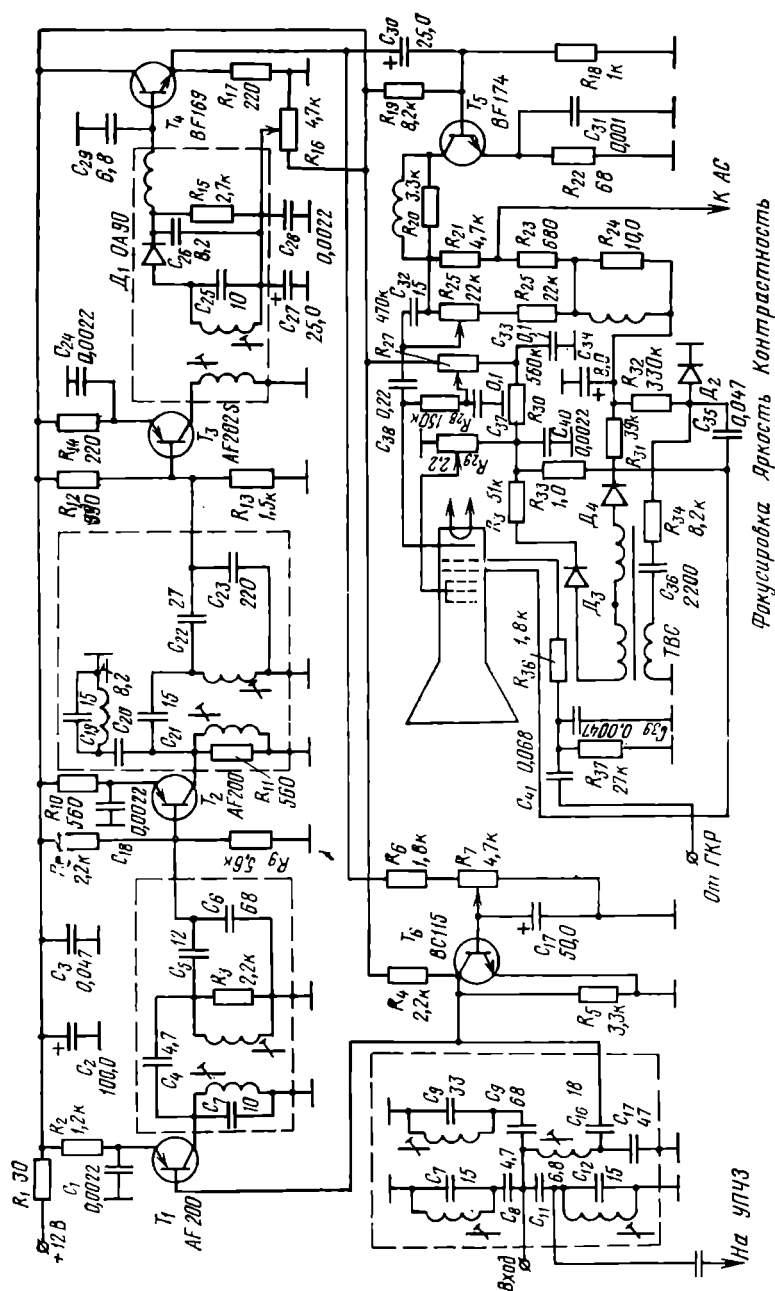 R₁ 30
+12 В
R₂
1,2к
C₁
0,0022
T₁
AF 200
C₂
100,0
C₃
0,047
C₄
4,7
C₇
10
R₃
2,2к
C₅
12
C₆
68
2,2к
R₉
5,6к
R₁₀
560
C₁₈
0,0022
T₂
AF200
R₁₁
560
C₁₉
15
C₂₀
8,2
C₂₁
15
C₂₂
27
C₂₃
220
R₁₂
R₁₃
1,5к
R₁₄
220
C₂₄
0,0022
T₃
AF202S
Д₁ ОА90
C₂₅
10
C₂₆
8,2
R₁₅
2,7к
C₂₇
25,0
C₂₈
0,0022
C₂₉
6,8
T₄
BF169
R₁₇
220
R₁₆
4,7к
Вход
C₇
15
C₈
4,7
C₉
33
C₉
68
C₁₁
6,8
C₁₂
15
C₁₆
18
C₁₇
47
На УПЧЗ
R₄
2,2к
R₅
3,3к
T₆
BC115
R₆
1,8к
R₇
4,7к
C₁₇
50,0
От ГКР
C₄₁
0,068
R₃₇
27к
C₃₉
0,0047
R₃₆ 1,8к
ТВС
C₃₆
2200
R₃₄
8,2к
Д₃
Д₄
R₃₁
39к
R₃₂
330к
Д₂
C₃₅
0,047
R₃
51к
R₃₃
1,0
C₄₀
0,0022
R₂₉ 2,2
R₃₀
560к
C₃₇
0,1
R₂₈ 150к
C₃₈
0,22
R₂₇
470к
C₃₃
0,1
C₃₄
8,0
C₃₂
15
R₂₅
22к
R₂₅
22к
R₂₁
4,7к
R₂₃
680
R₂₄
10,0
R₂₀
3,3к
К АС
R₁₉
8,2к
C₃₀
25,0
T₅
BF174
R₂₂
68
C₃₁
0,001
R₁₈
1к
Фокусировка Яркость Контрастность